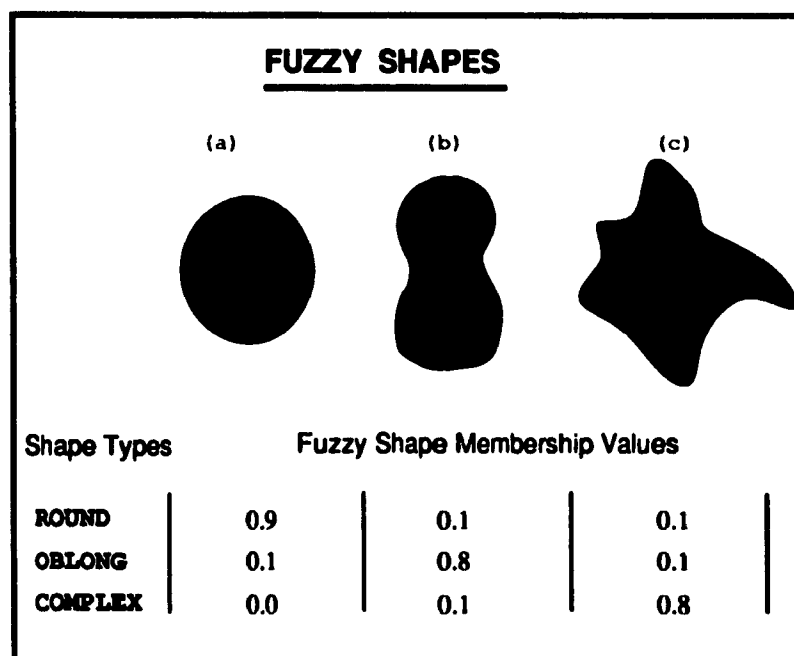 FUZZY SHAPES
(a) (b) (c)
Shape Types Fuzzy Shape Membership Values
ROUND 0.9 0.1 0.1
OBLONG 0.1 0.8 0.1
COMPLEX 0.0 0.1 0.8